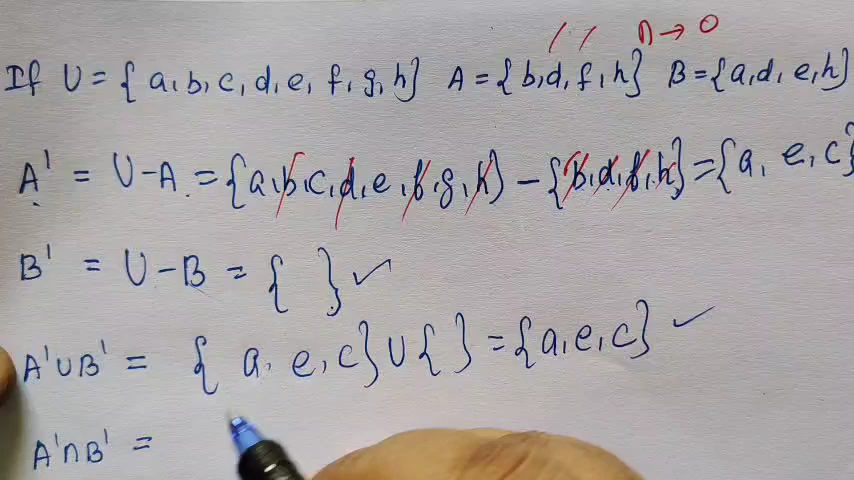 ∩ → 0
If U = { a, b, c, d, e, f, g, h} A = {b, d, f, h} B = {a, d, e, h}
A' = U - A = {a, b, c, d, e, f, g, h} - {b, d, f, h} = {a, e, c}
B' = U - B = { } ✓
A' ∪ B' = { a, e, c} ∪ { } = {a, e, c} ✓
A' ∩ B' =